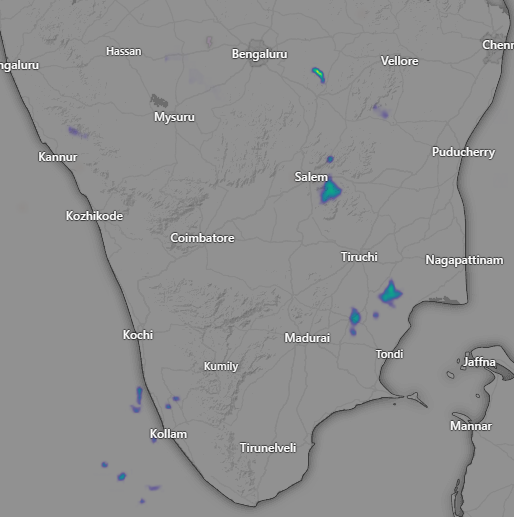 Hassan
Bengaluru
Chenn
ngaluru
Vellore
Mysuru
Kannur
Puducherry
Salem
Kozhikode
Coimbatore
Tiruchi
Nagapattinam
Kochi
Madurai
Tondi
Kumily
Jaffna
Kollam
Mannar
Tirunelveli